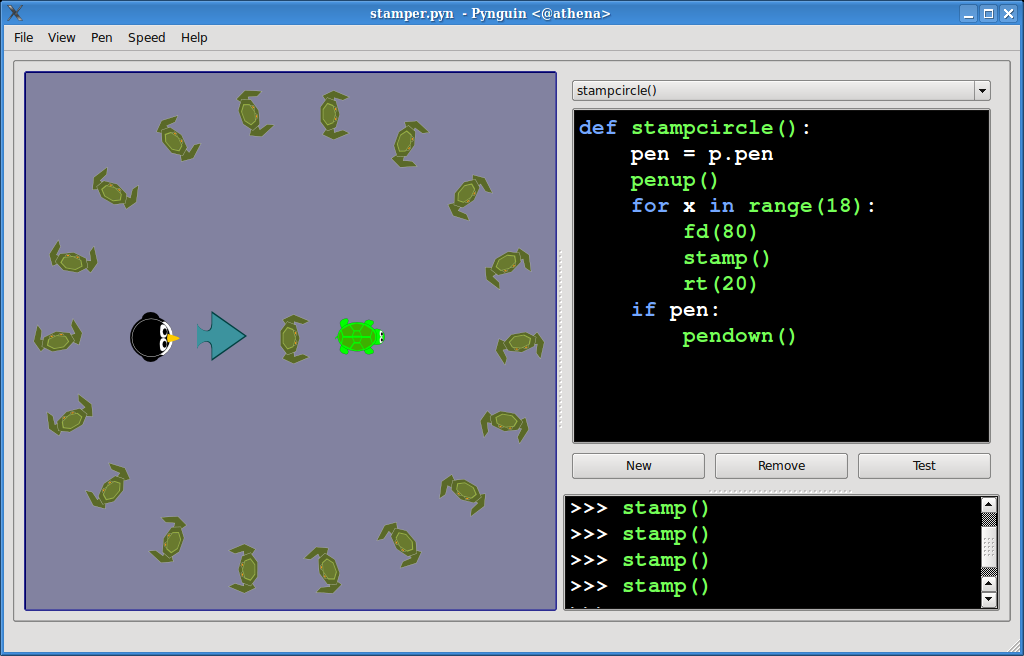 stamper.pyn - Pynguin <@athena>
File View Pen Speed Help
stampcircle()
def stampcircle():
    pen = p.pen
    penup()
    for x in range(18):
        fd(80)
        stamp()
        rt(20)
    if pen:
        pendown()
New Remove Test
>>> stamp()
>>> stamp()
>>> stamp()
>>> stamp()